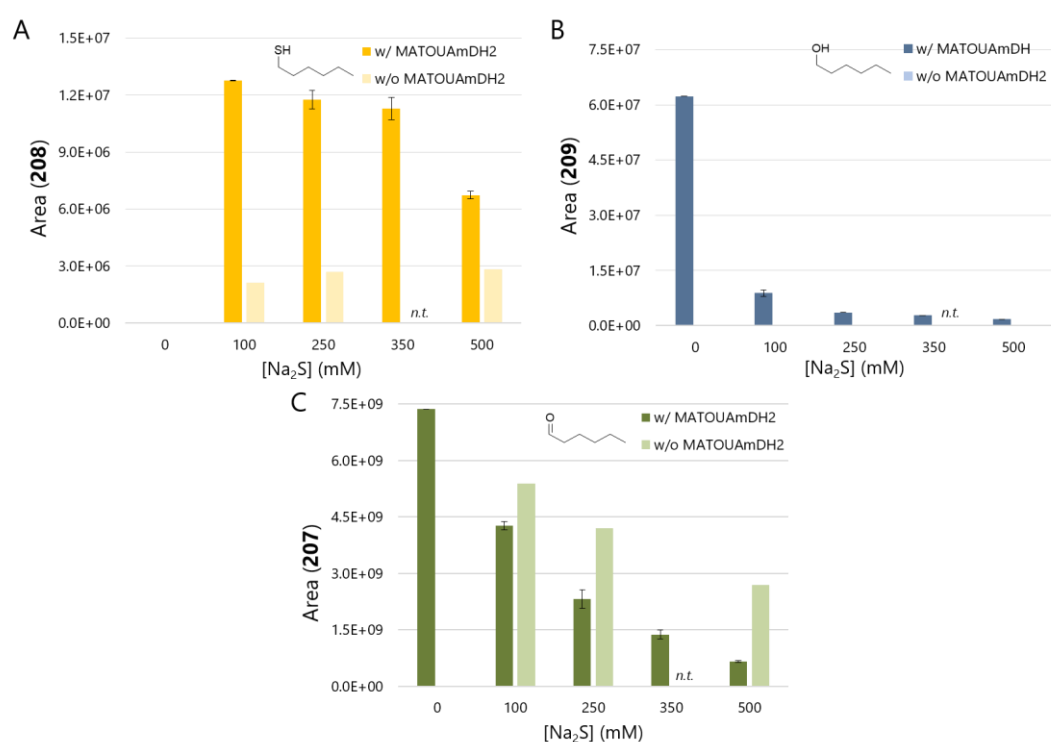 A
1.5E+07
1.2E+07
9.0E+06
6.0E+06
3.0E+06
0.0E+00
Area (208)
SH
w/ MATOUAmDH2
w/o MATOUAmDH2
n.t.
0 100 250 350 500
[Na₂S] (mM)
B
7.5E+07
6.0E+07
4.5E+07
3.0E+07
1.5E+07
0.0E+00
Area (209)
OH
w/ MATOUAmDH
w/o MATOUAmDH2
n.t.
0 100 250 350 500
[Na₂S] (mM)
C
7.5E+09
6.0E+09
4.5E+09
3.0E+09
1.5E+09
0.0E+00
Area (207)
O
w/ MATOUAmDH2
w/o MATOUAmDH2
n.t.
0 100 250 350 500
[Na₂S] (mM)